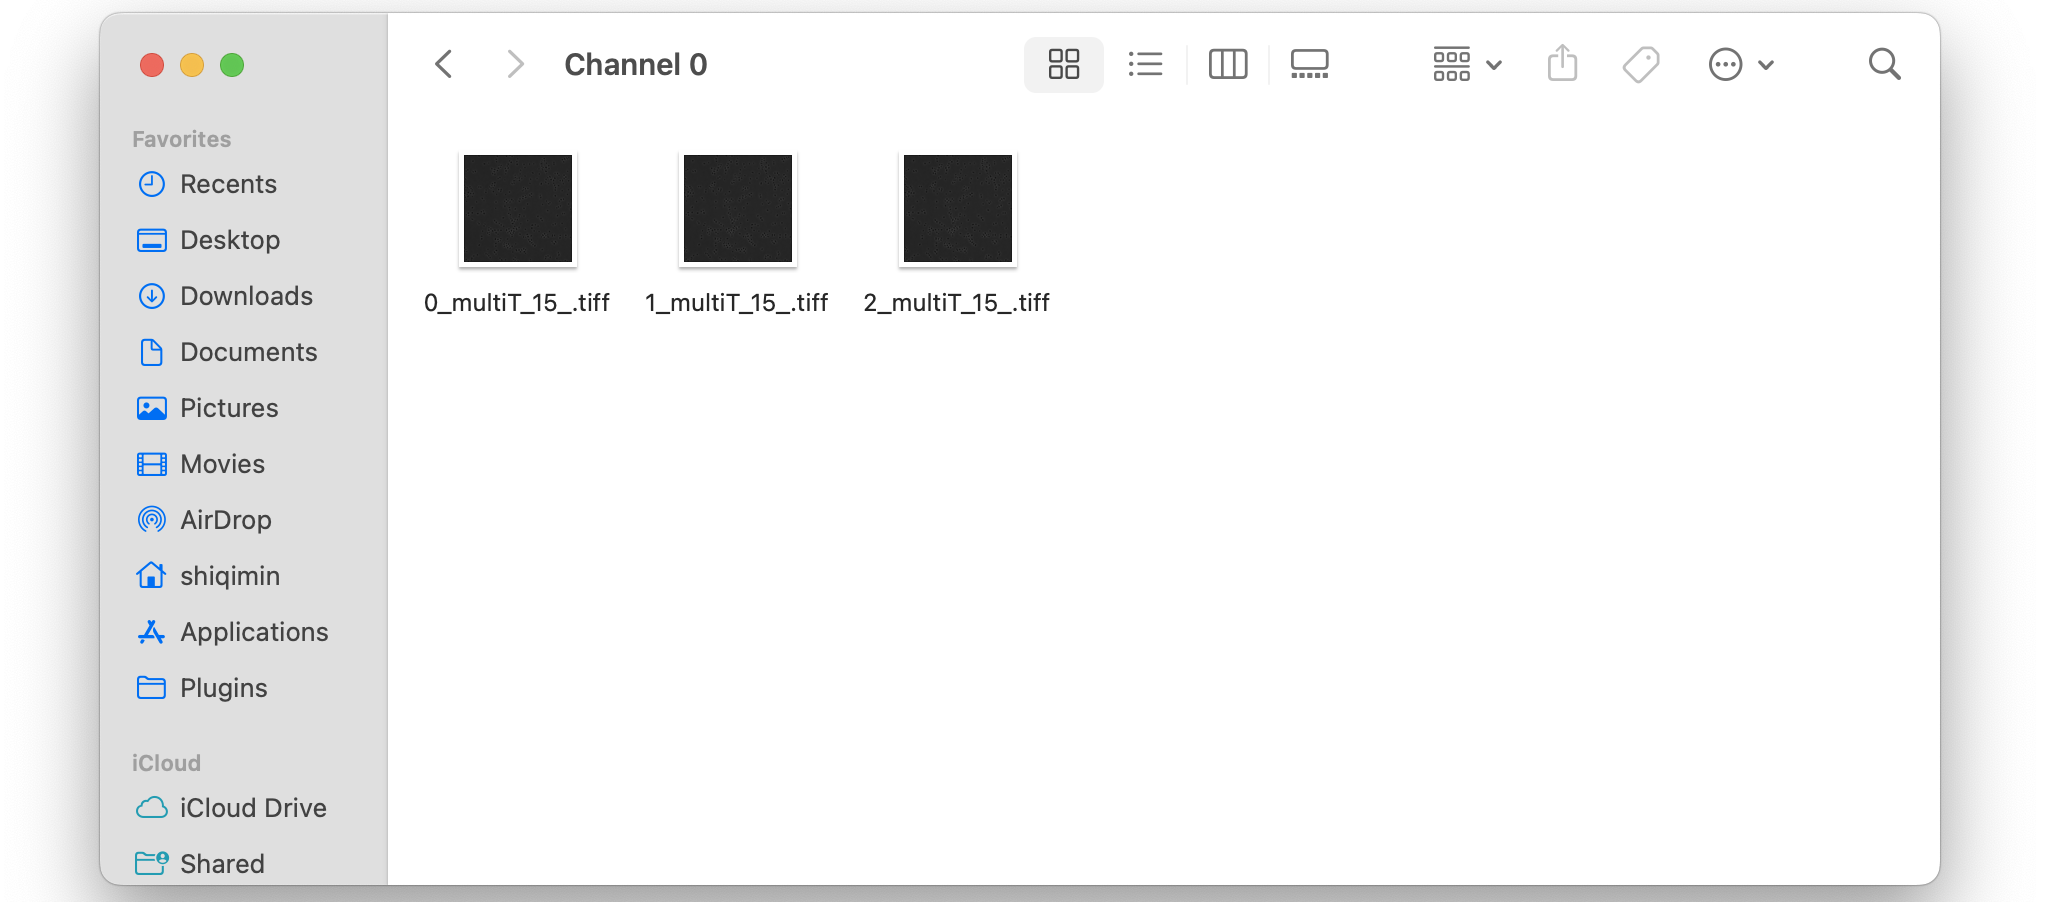 Channel 0
Favorites
Recents
Desktop
Downloads
Documents
Pictures
Movies
AirDrop
shiqimin
Applications
Plugins
iCloud
iCloud Drive
Shared
0_multiT_15_.tiff
1_multiT_15_.tiff
2_multiT_15_.tiff